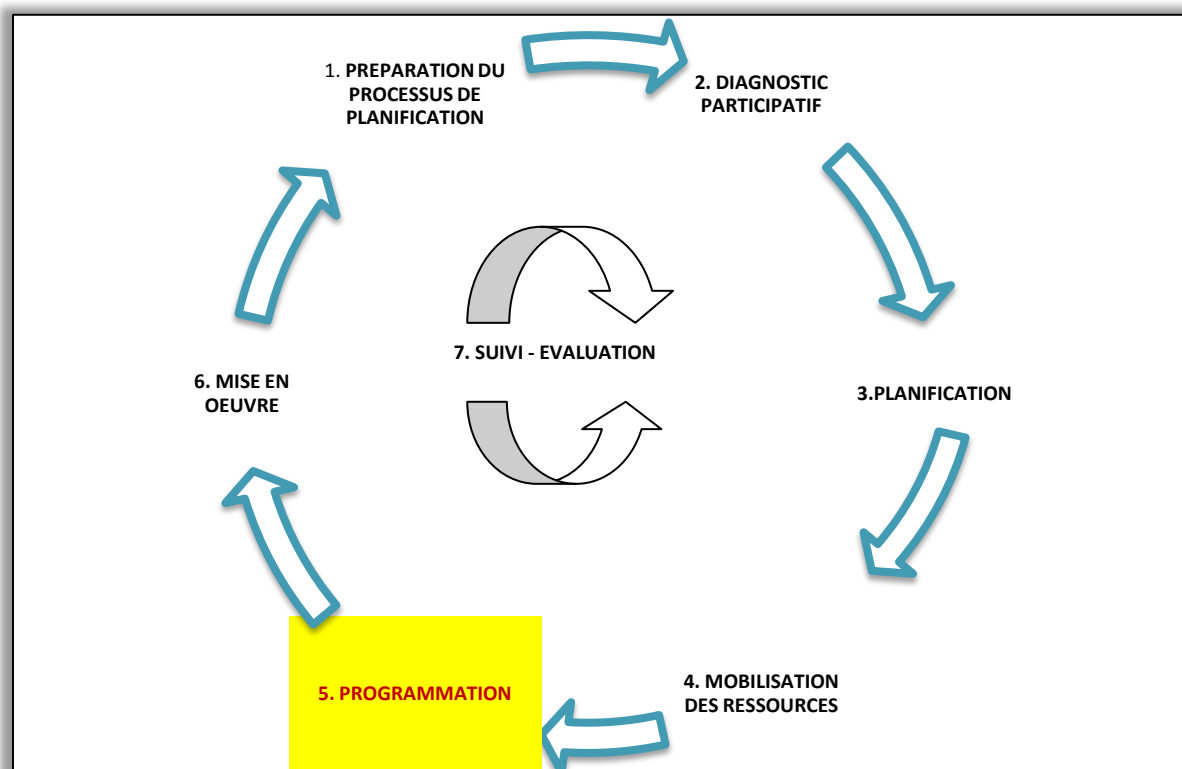 1. PREPARATION DU
PROCESSUS DE
PLANIFICATION
2. DIAGNOSTIC
PARTICIPATIF
3.PLANIFICATION
4. MOBILISATION
DES RESSOURCES
5. PROGRAMMATION
6. MISE EN
OEUVRE
7. SUIVI - EVALUATION